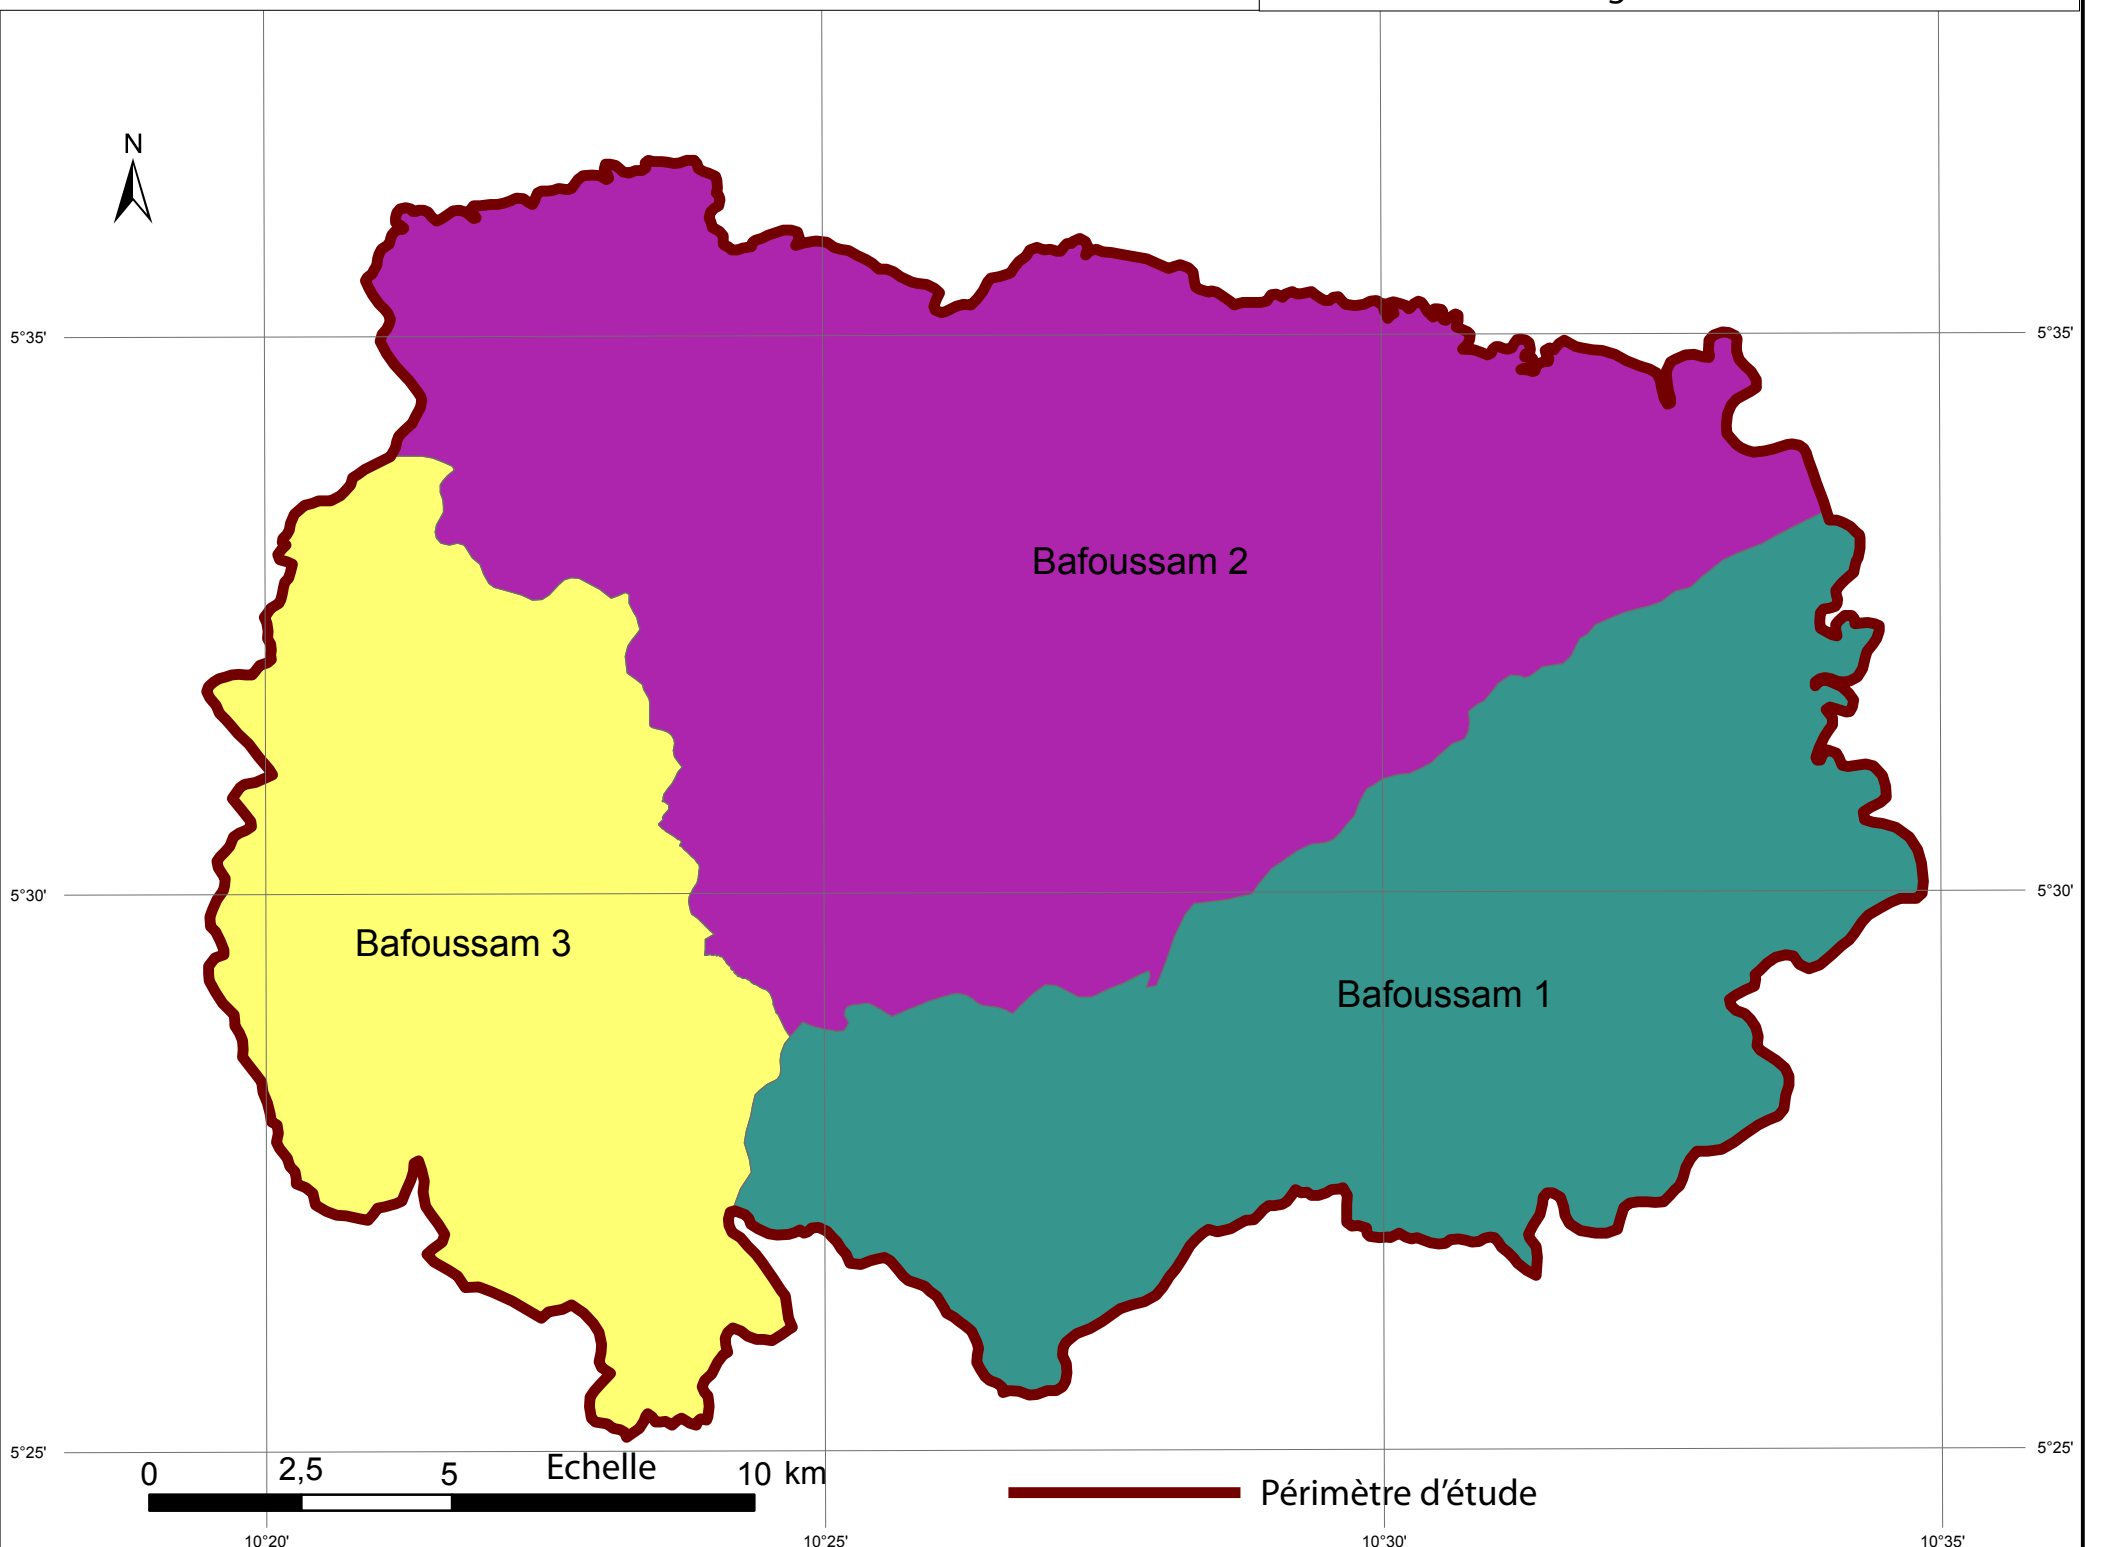 N
5°35'
5°35'
Bafoussam 2
5°30'
5°30'
Bafoussam 3
Bafoussam 1
5°25'
5°25'
Echelle
0 2,5 5 10 km
Périmètre d'étude
10°20' 10°25' 10°30' 10°35'